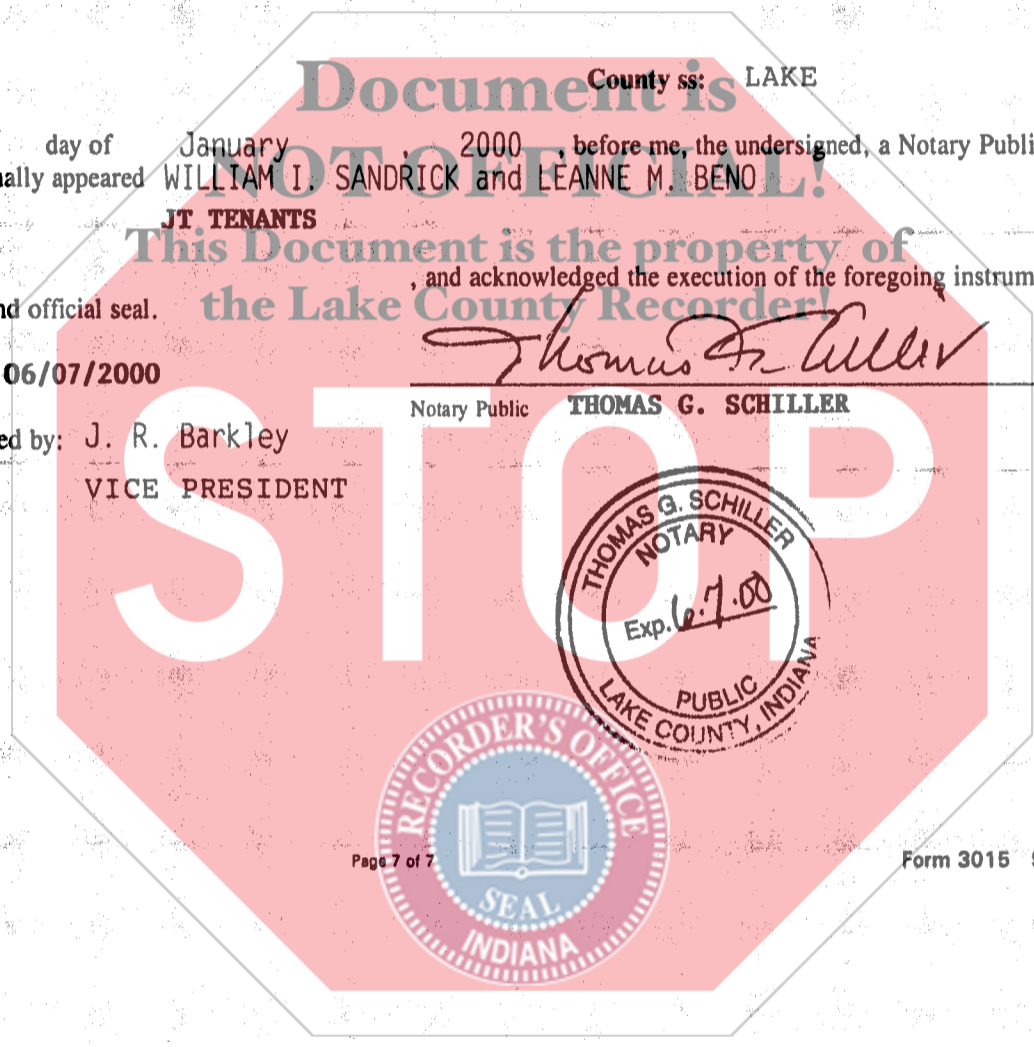 Document is
NOT OFFICIAL!
This Document is the property of
the Lake County Recorder!
STOP
County ss: LAKE
day of January , 2000 , before me, the undersigned, a Notary Publi
nally appeared WILLIAM I. SANDRICK and LEANNE M. BENO
JT TENANTS
, and acknowledged the execution of the foregoing instrum
nd official seal.
06/07/2000
Notary Public THOMAS G. SCHILLER
ed by: J. R. Barkley
VICE PRESIDENT
THOMAS G. SCHILLER
NOTARY
Exp. 6.7.00
PUBLIC
LAKE COUNTY, INDIANA
RECORDER'S OFFICE
SEAL
INDIANA
Page 7 of 7
Form 3015